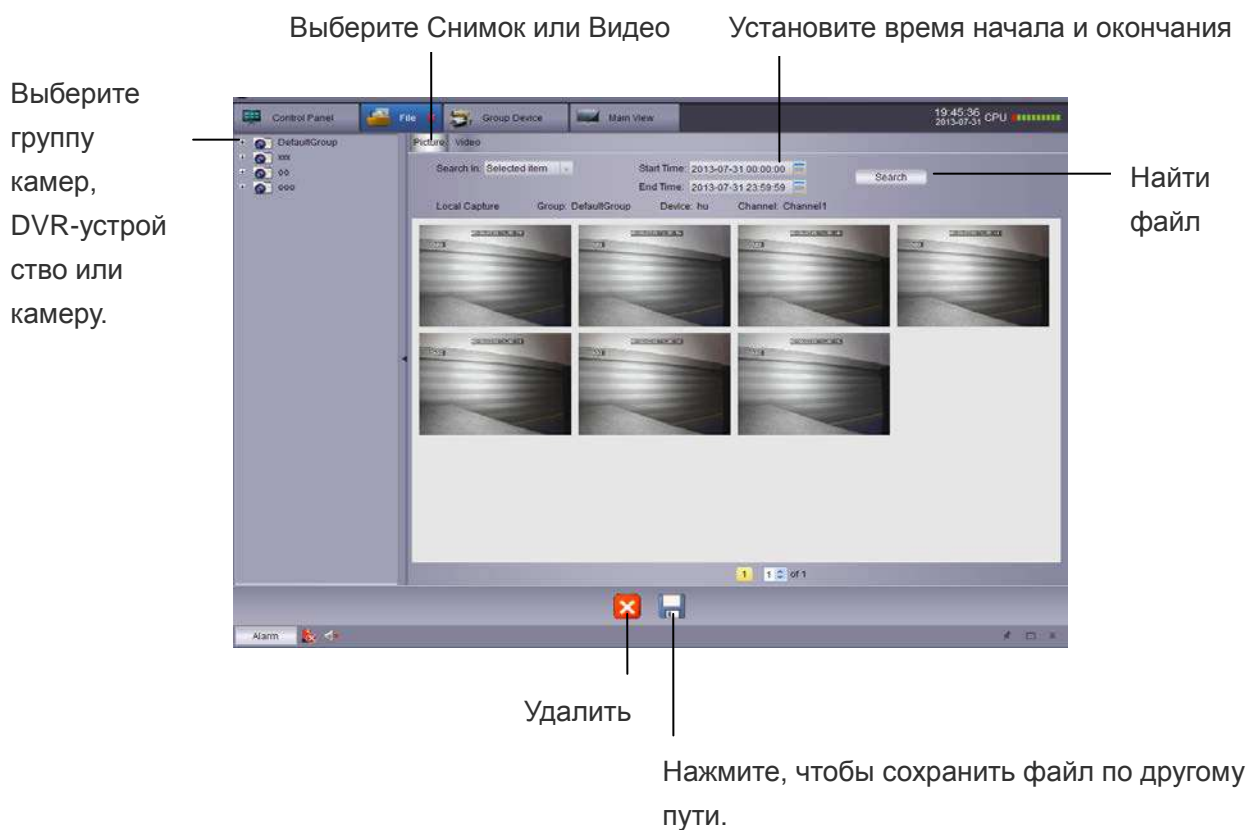 Выберите Снимок или Видео
Установите время начала и окончания
Выберите
группу
камер,
DVR-устрой
ство или
камеру.
Control Panel
File
Group Device
Main View
19:45:36
2013-07-31
CPU
DefaultGroup
xxx
oo
ooo
Picture
Video
Search In: Selected item
Start Time: 2013-07-31 00:00:00
End Time: 2013-07-31 23:59:59
Search
Local Capture
Group: DefaultGroup
Device: hu
Channel: Channel1
Найти
файл
1
1 of 1
Alarm
Удалить
Нажмите, чтобы сохранить файл по другому
пути.